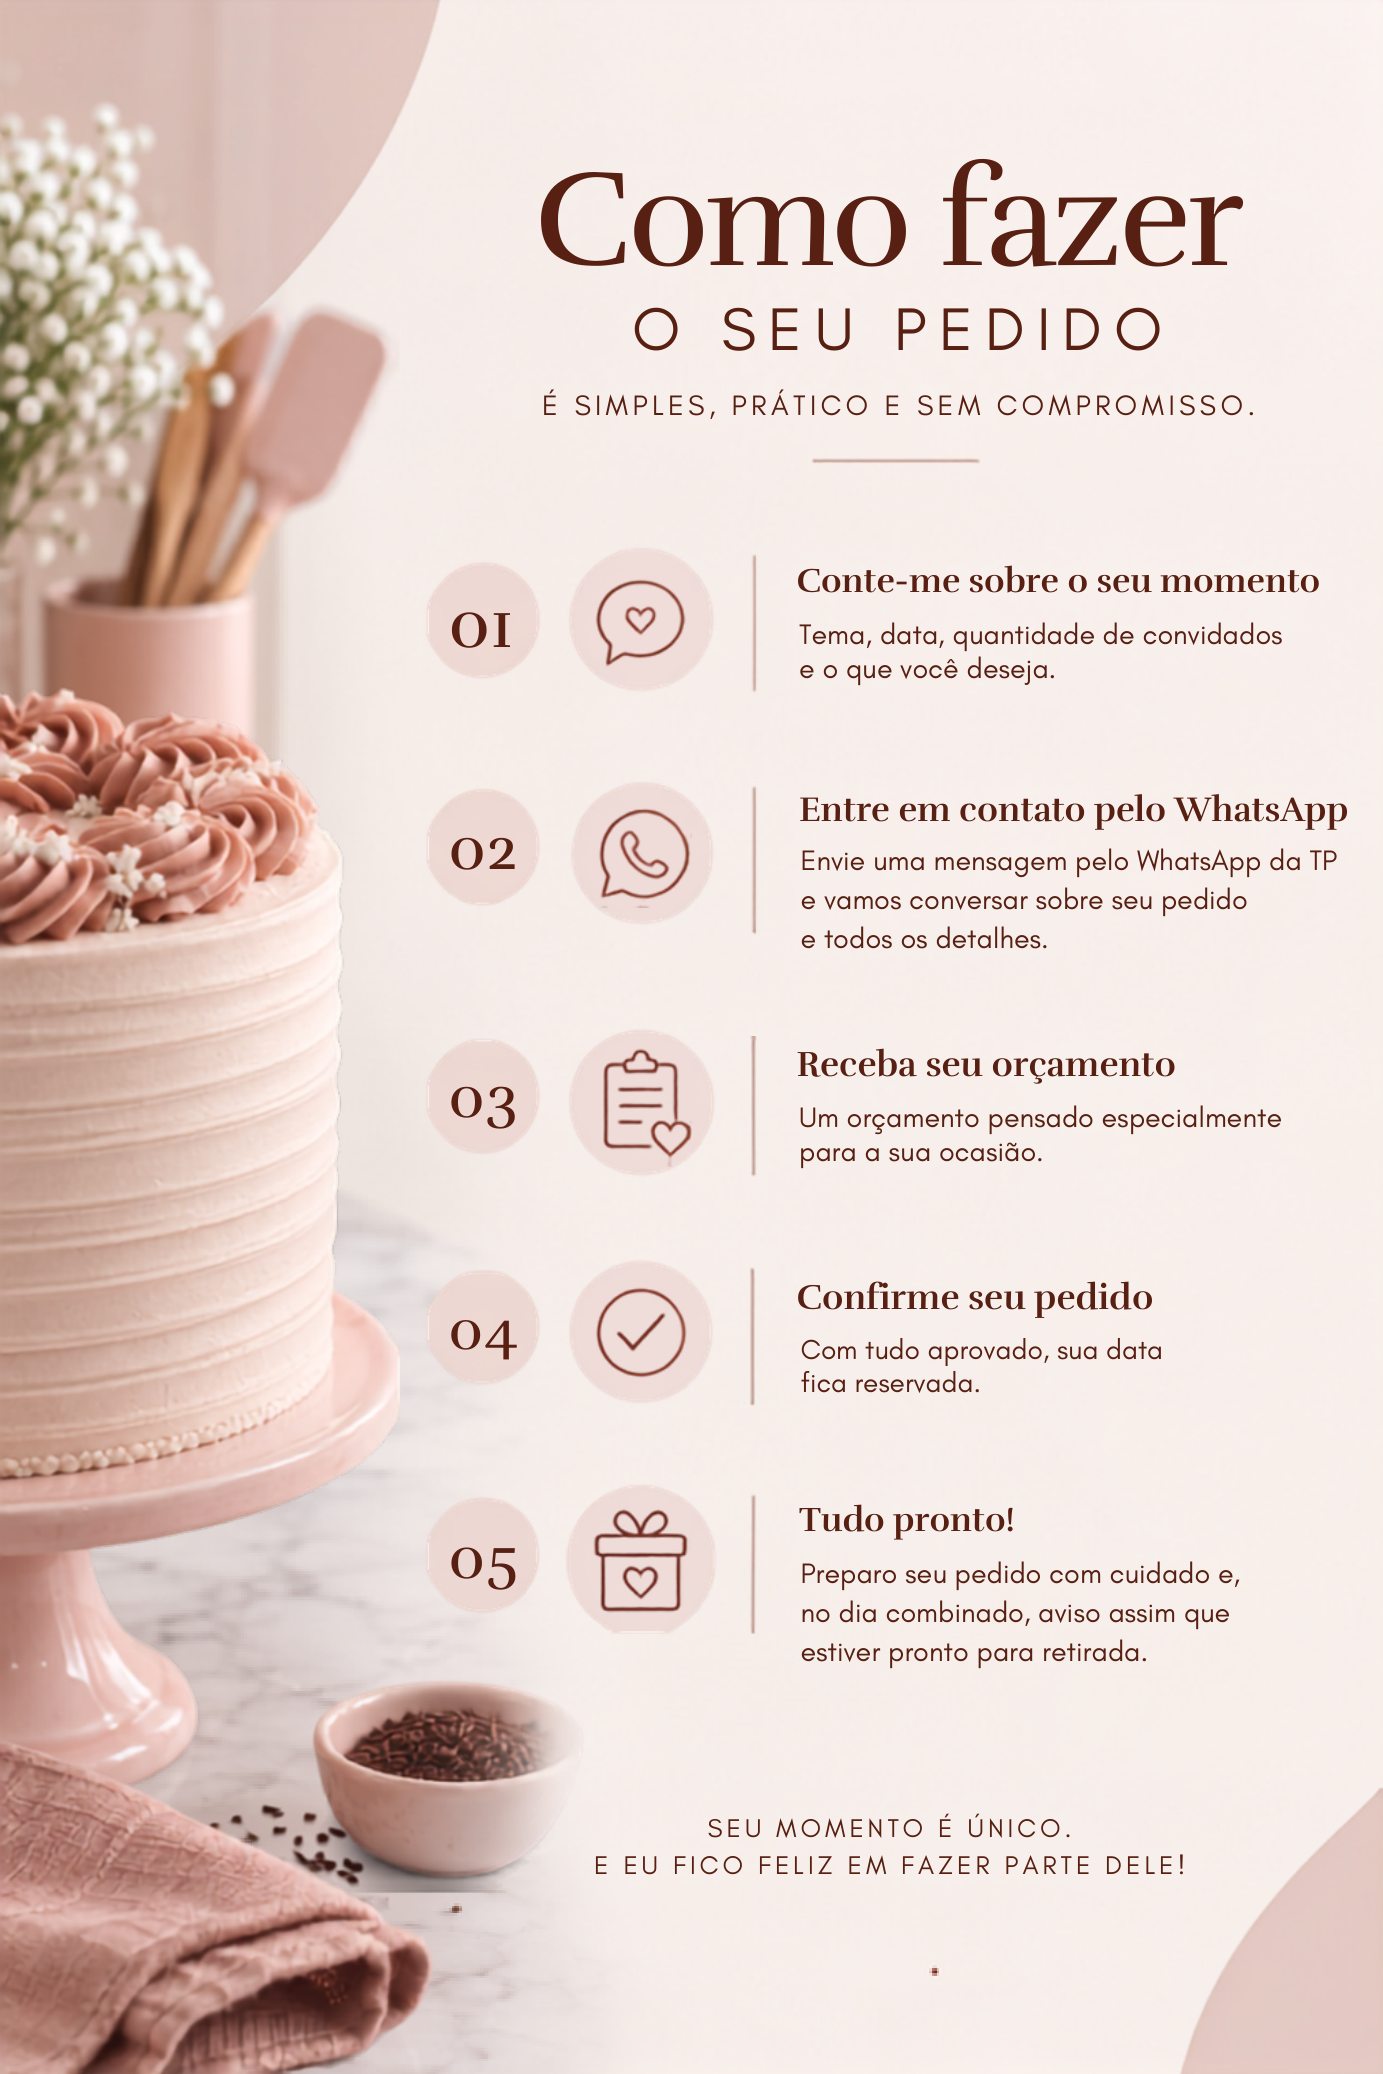 Como fazer
O SEU PEDIDO
É SIMPLES, PRÁTICO E SEM COMPROMISSO.
01
Conte-me sobre o seu momento
Tema, data, quantidade de convidados
e o que você deseja.
02
Entre em contato pelo WhatsApp
Envie uma mensagem pelo WhatsApp da TP
e vamos conversar sobre seu pedido
e todos os detalhes.
03
Receba seu orçamento
Um orçamento pensado especialmente
para a sua ocasião.
04
Confirme seu pedido
Com tudo aprovado, sua data
fica reservada.
05
Tudo pronto!
Preparo seu pedido com cuidado e,
no dia combinado, aviso assim que
estiver pronto para retirada.
SEU MOMENTO É ÚNICO.
E EU FICO FELIZ EM FAZER PARTE DELE!